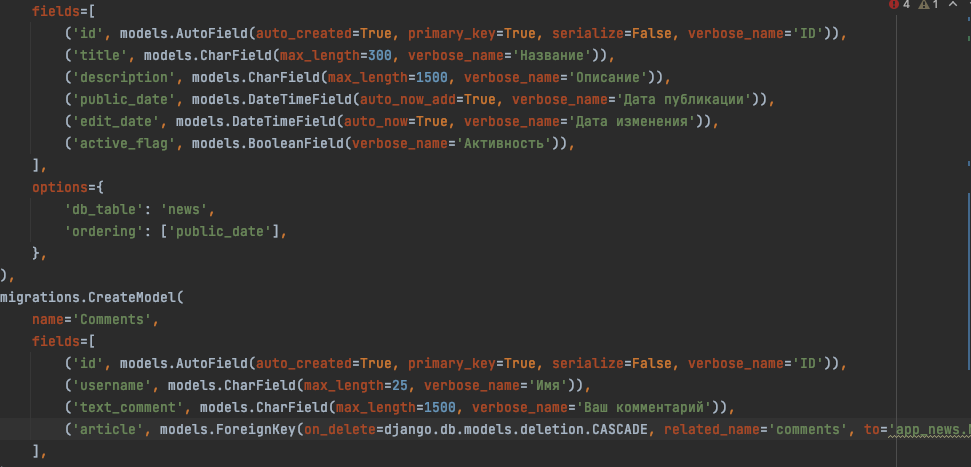 4 1
fields=[
('id', models.AutoField(auto_created=True, primary_key=True, serialize=False, verbose_name='ID')),
('title', models.CharField(max_length=300, verbose_name='Название')),
('description', models.CharField(max_length=1500, verbose_name='Описание')),
('public_date', models.DateTimeField(auto_now_add=True, verbose_name='Дата публикации')),
('edit_date', models.DateTimeField(auto_now=True, verbose_name='Дата изменения')),
('active_flag', models.BooleanField(verbose_name='Активность')),
],
options={
'db_table': 'news',
'ordering': ['public_date'],
},
),
migrations.CreateModel(
name='Comments',
fields=[
('id', models.AutoField(auto_created=True, primary_key=True, serialize=False, verbose_name='ID')),
('username', models.CharField(max_length=25, verbose_name='Имя')),
('text_comment', models.CharField(max_length=1500, verbose_name='Ваш комментарий')),
('article', models.ForeignKey(on_delete=django.db.models.deletion.CASCADE, related_name='comments', to='app_news.
],